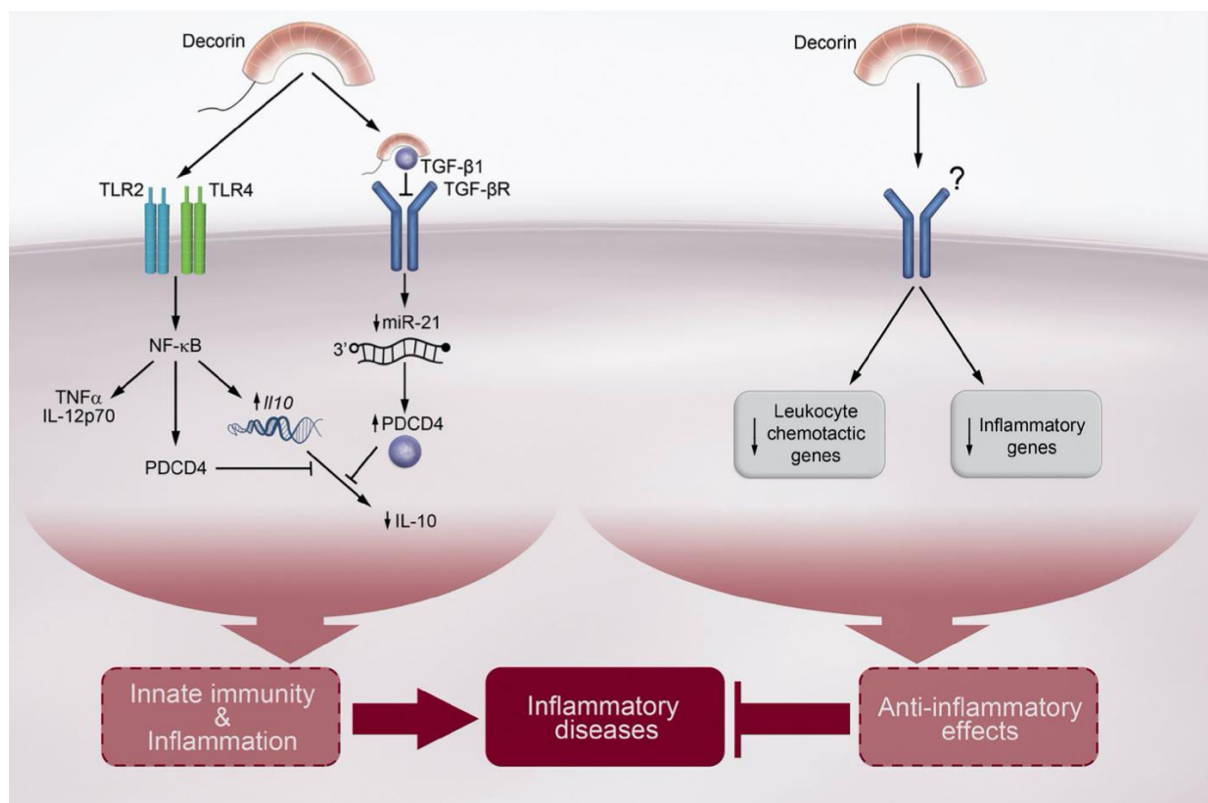 Decorin
TLR2
TLR4
TGF-β1
TGF-βR
NF-κB
TNFα
IL-12p70
↑ Il10
PDCD4
↓miR-21
3'
↑PDCD4
↓IL-10
Decorin
?
↓ Leukocyte
chemotactic
genes
↓ Inflammatory
genes
Innate immunity
&
Inflammation
Inflammatory
diseases
Anti-inflammatory
effects